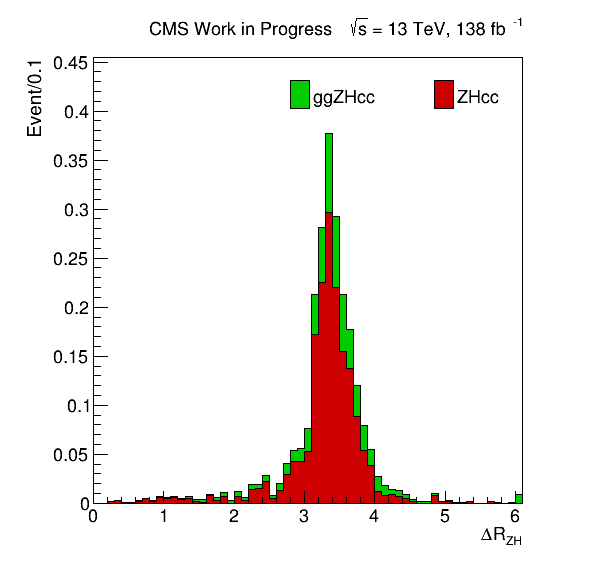 CMS Work in Progress √s = 13 TeV, 138 fb⁻¹
Event/0.1
ggZHcc ZHcc
0.45
0.4
0.35
0.3
0.25
0.2
0.15
0.1
0.05
0
0 1 2 3 4 5 6
ΔR_ZH